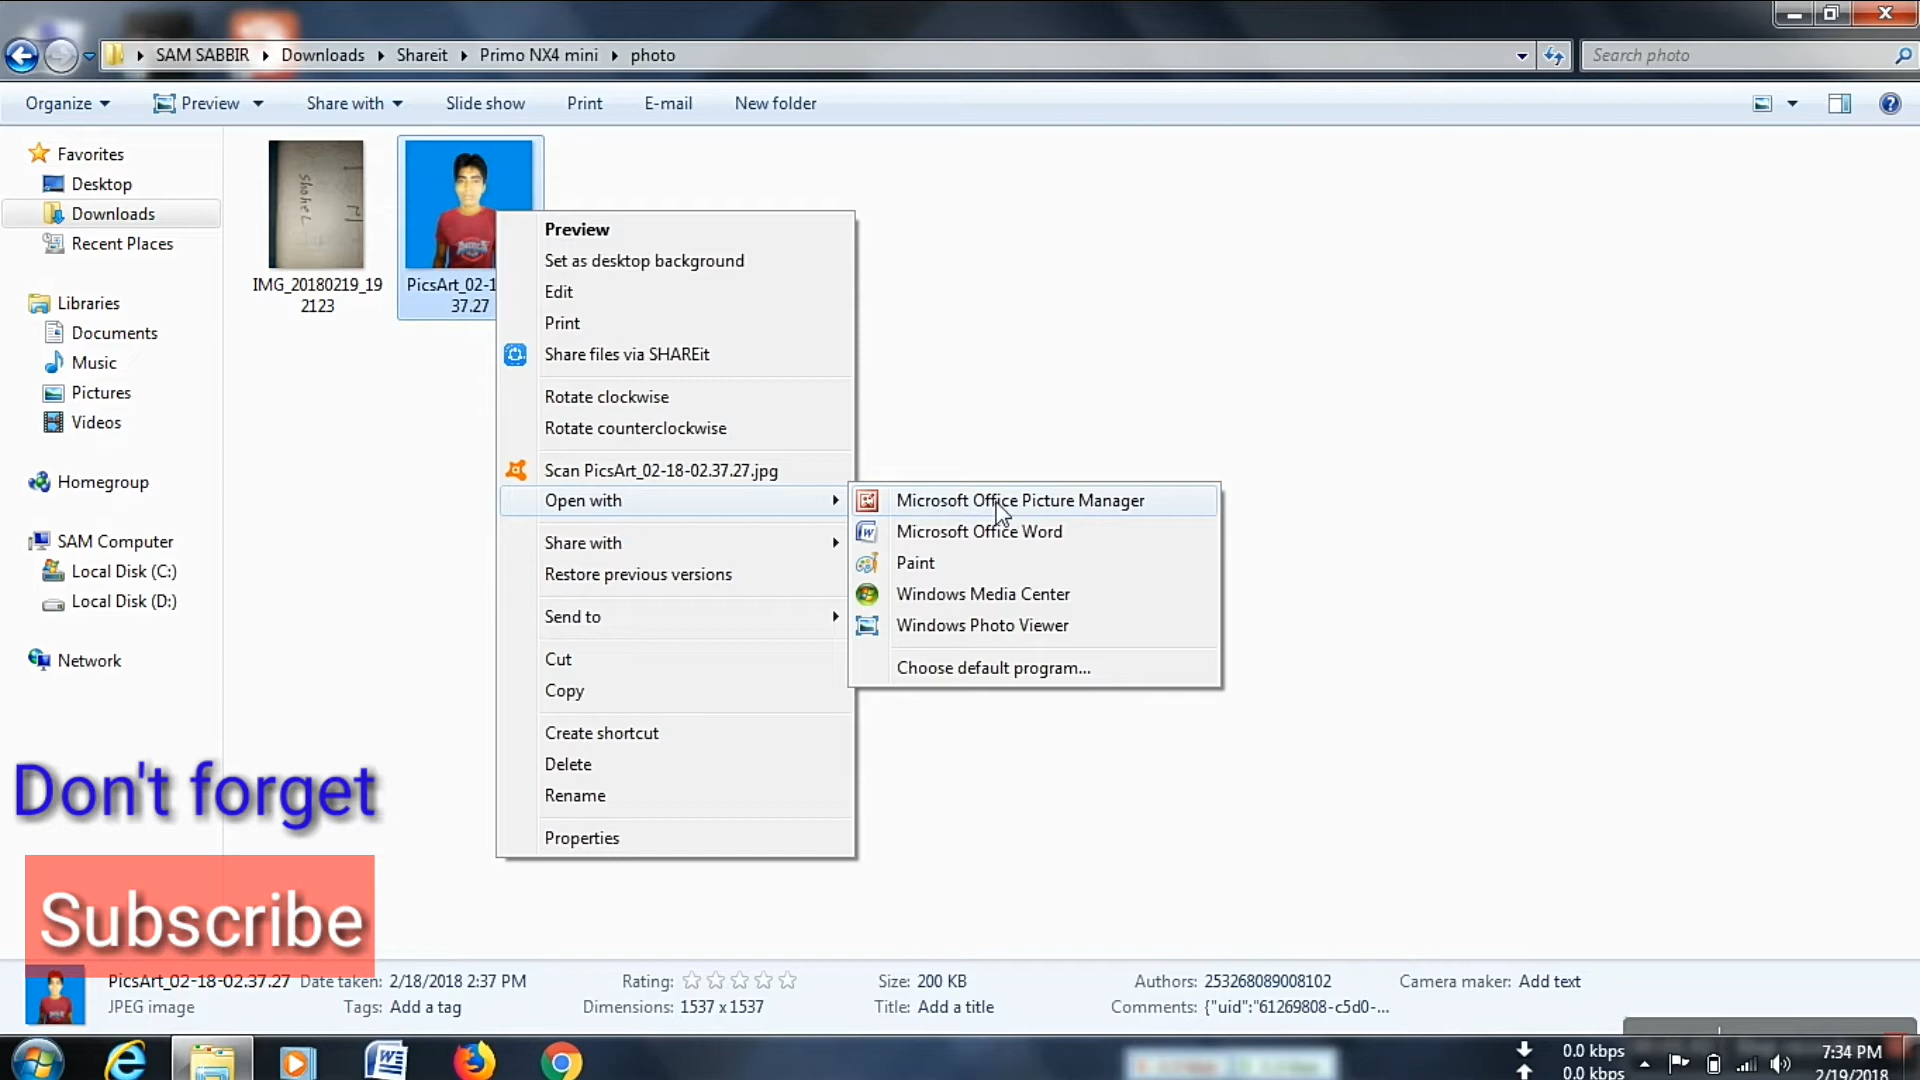 SAM SABBIR Downloads Shareit Primo NX4 mini photo
Search photo
Organize Preview Share with Slide show Print E-mail New folder
Favorites
Desktop
Downloads
Recent Places
Libraries
Documents
Music
Pictures
Videos
Homegroup
SAM Computer
Local Disk (C:)
Local Disk (D:)
Network
Shohel
IMG_20180219_19
2123
PicsArt_02-1
37.27
Preview
Set as desktop background
Edit
Print
Share files via SHAREit
Rotate clockwise
Rotate counterclockwise
Scan PicsArt_02-18-02.37.27.jpg
Open with
Share with
Restore previous versions
Send to
Cut
Copy
Create shortcut
Delete
Rename
Properties
Microsoft Office Picture Manager
Microsoft Office Word
Paint
Windows Media Center
Windows Photo Viewer
Choose default program...
Don't forget
Subscribe
PicsArt_02-18-02.37.27 Date taken: 2/18/2018 2:37 PM Rating: Size: 200 KB Authors: 253268089008102 Camera maker: Add text
JPEG image Tags: Add a tag Dimensions: 1537 x 1537 Title: Add a title Comments: {"uid":"61269808-c5d0-...
0.0 kbps
0.0 kbps
7:34 PM
2/19/2018